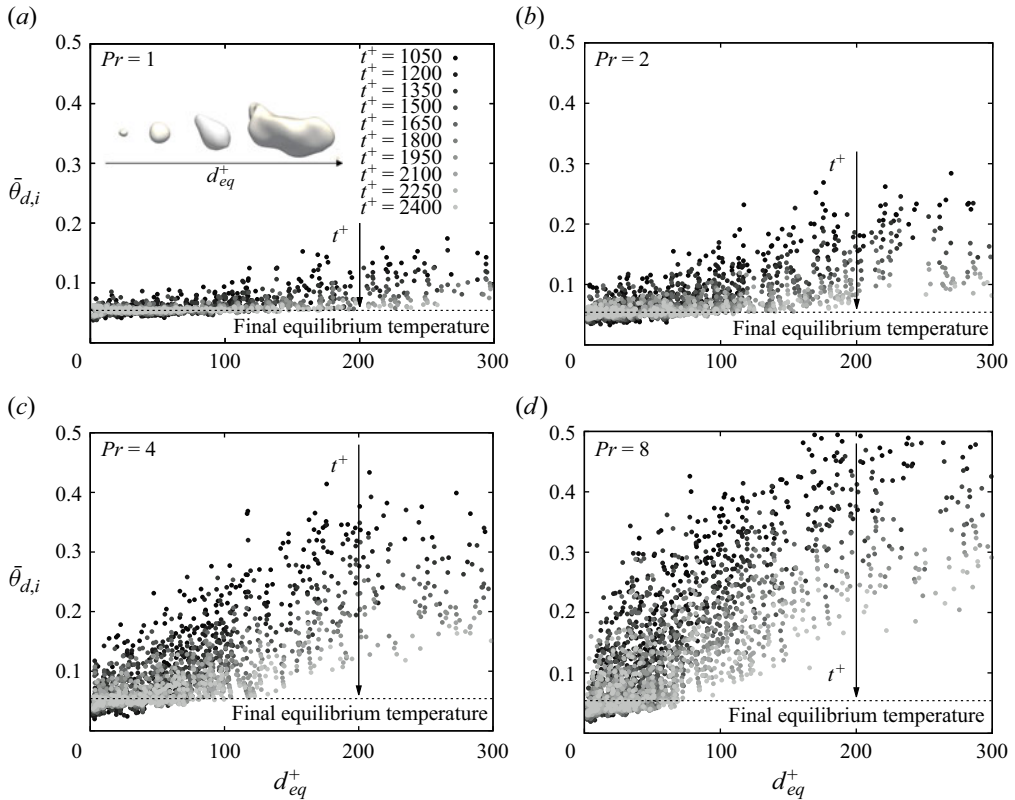 (a)
0.5
0.4
0.3
0.2
0.1
0
100
200
300
θ̄d,i
Pr = 1
d+eq
t+ = 1050
t+ = 1200
t+ = 1350
t+ = 1500
t+ = 1650
t+ = 1800
t+ = 1950
t+ = 2100
t+ = 2250
t+ = 2400
t+
Final equilibrium temperature
(b)
0.5
0.4
0.3
0.2
0.1
0
100
200
300
Pr = 2
t+
Final equilibrium temperature
(c)
0.5
0.4
0.3
0.2
0.1
0
100
200
300
θ̄d,i
Pr = 4
t+
Final equilibrium temperature
d+eq
(d)
0.5
0.4
0.3
0.2
0.1
0
100
200
300
Pr = 8
t+
Final equilibrium temperature
d+eq